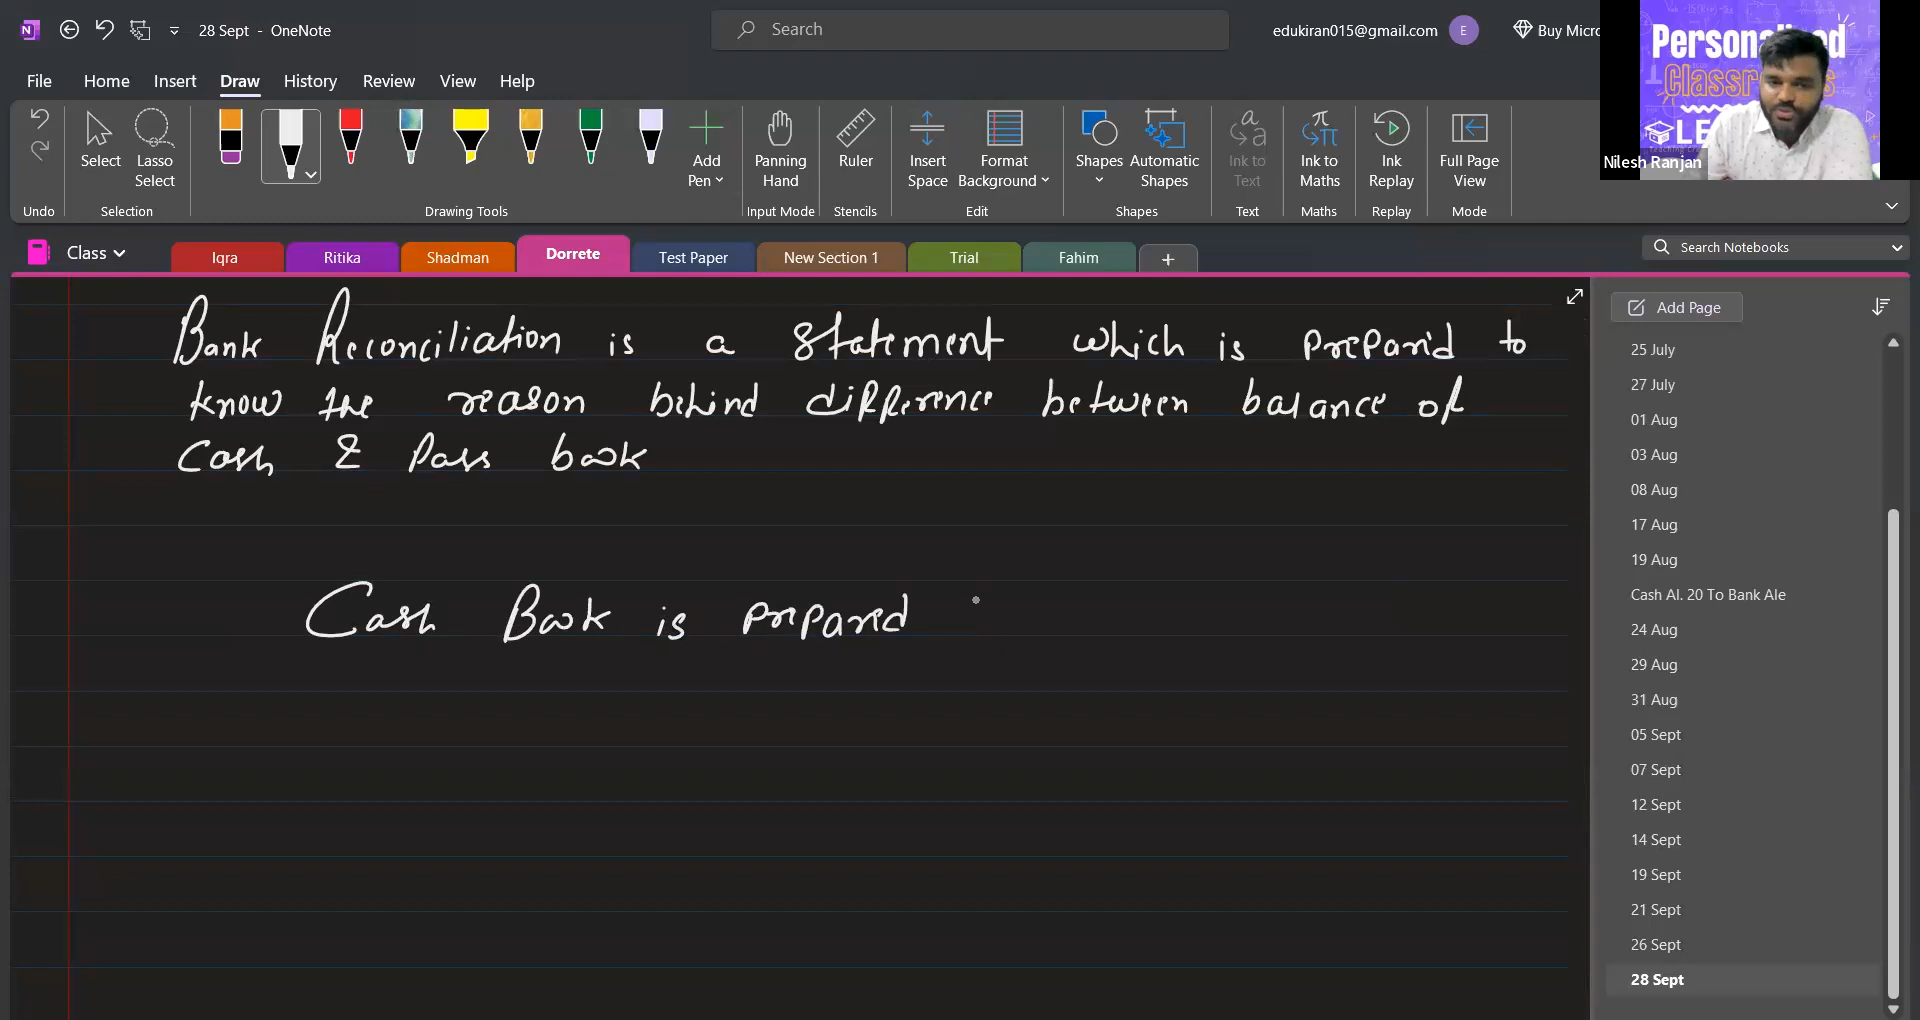 28 Sept - OneNote
Search
edukiran015@gmail.com
E
Buy Micro
File Home Insert Draw History Review View Help
Select
Lasso Select
Add Pen
Panning Hand
Ruler
Insert Space
Format Background
Shapes
Automatic Shapes
Ink to Text
Ink to Maths
Ink Replay
Full Page View
Undo Selection Drawing Tools Input Mode Stencils Edit Shapes Text Maths Replay Mode
Personalised
Classrooms
LE
Nilesh Ranjan
Class
Iqra Ritika Shadman Dorrete Test Paper New Section 1 Trial Fahim +
Search Notebooks
Bank Reconciliation is a statement which is prepared to
know the reason behind difference between balance of
Cash & Pass book
Cash Book is prepared
Add Page
25 July
27 July
01 Aug
03 Aug
08 Aug
17 Aug
19 Aug
Cash Al. 20 To Bank Ale
24 Aug
29 Aug
31 Aug
05 Sept
07 Sept
12 Sept
14 Sept
19 Sept
21 Sept
26 Sept
28 Sept